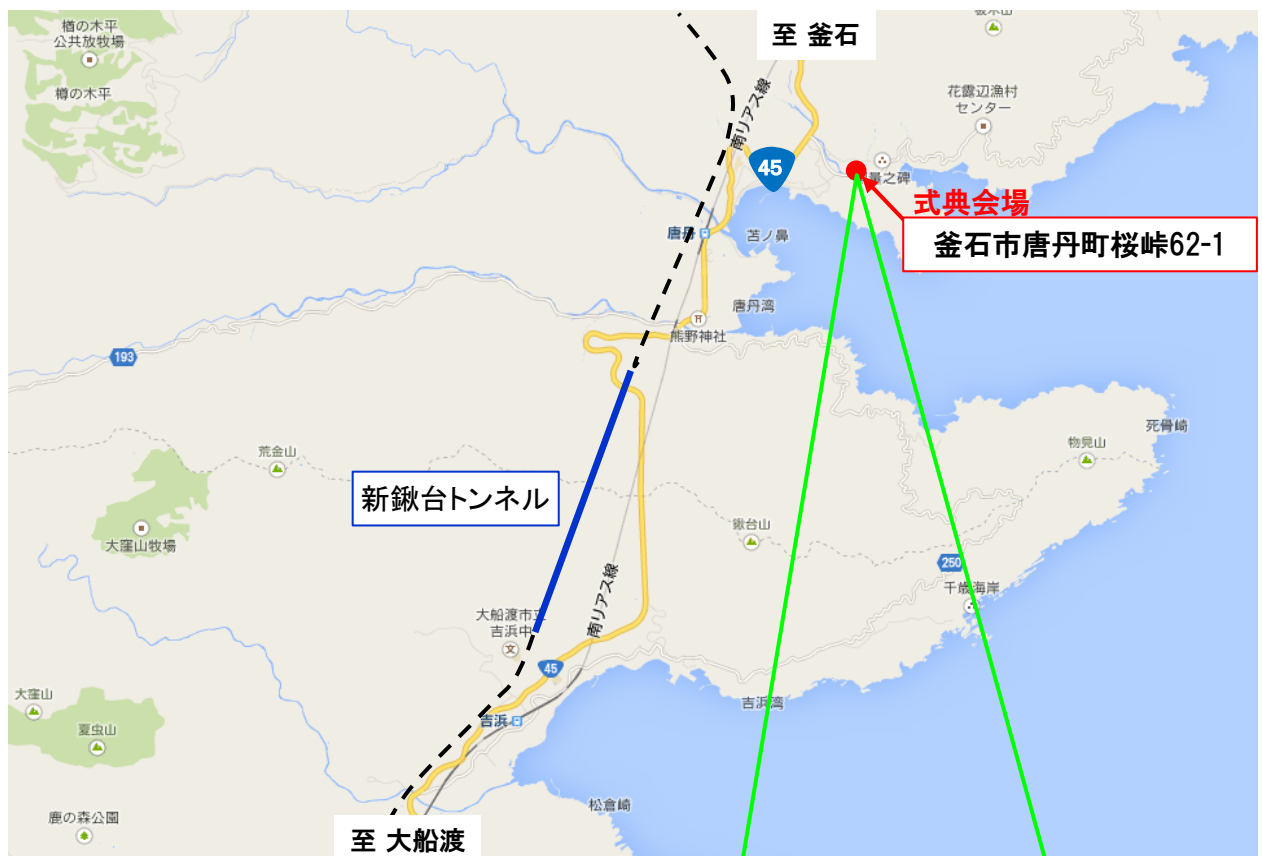 楢の木平
公共放牧場
樽の木平
至 釜石
花露辺漁村
センター
南リアス線
45
量之碑
式典会場
釜石市唐丹町桜峠62-1
唐丹
苫ノ鼻
唐丹湾
熊野神社
193
死骨崎
物見山
荒金山
新鍬台トンネル
鍬台山
大窪山牧場
250
千歳海岸
南リアス線
大船渡市立
吉浜中
文
45
大窪山
夏虫山
吉浜
吉浜湾
鹿の森公園
松倉崎
至 大船渡